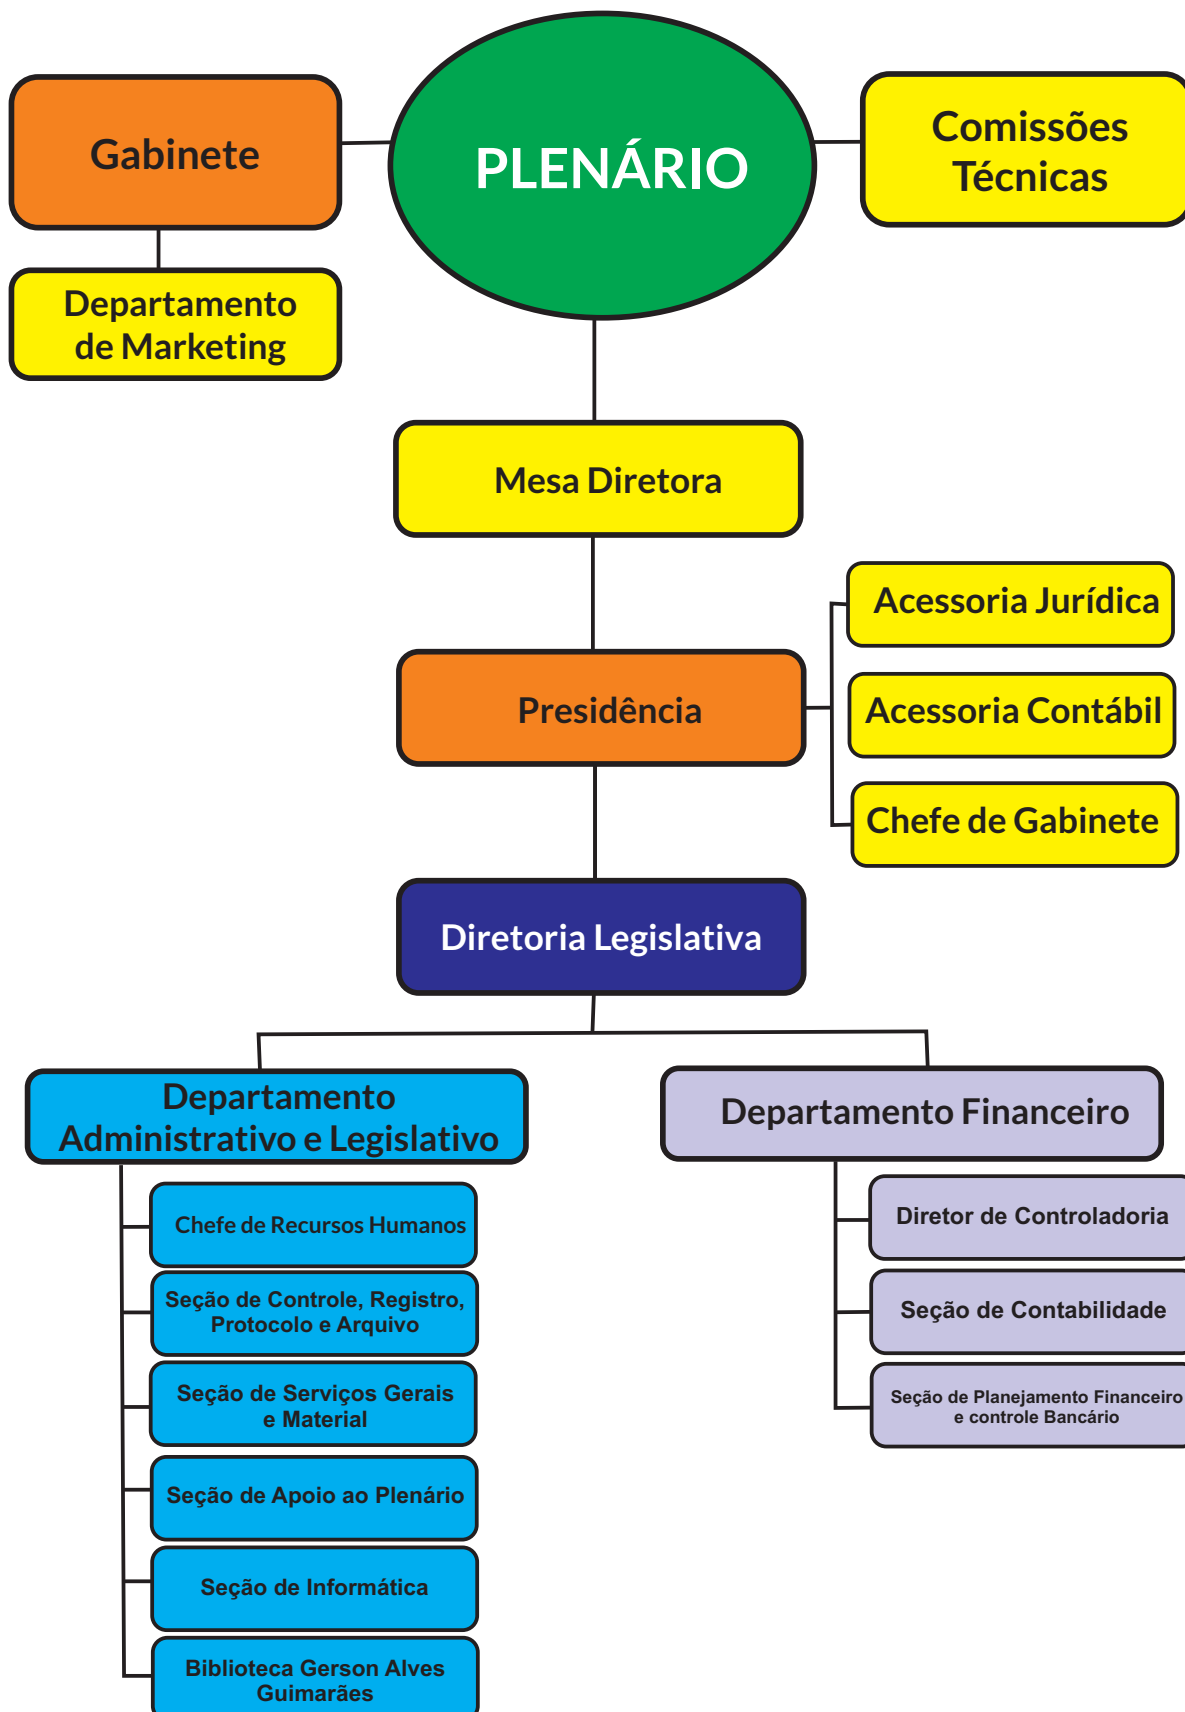 Gabinete
PLENÁRIO
Comissões
Técnicas
Departamento
de Marketing
Mesa Diretora
Presidência
Acessoria Jurídica
Acessoria Contábil
Chefe de Gabinete
Diretoria Legislativa
Departamento
Administrativo e Legislativo
Chefe de Recursos Humanos
Seção de Controle, Registro,
Protocolo e Arquivo
Seção de Serviços Gerais
e Material
Seção de Apoio ao Plenário
Seção de Informática
Biblioteca Gerson Alves
Guimarães
Departamento Financeiro
Diretor de Controladoria
Seção de Contabilidade
Seção de Planejamento Financeiro
e controle Bancário